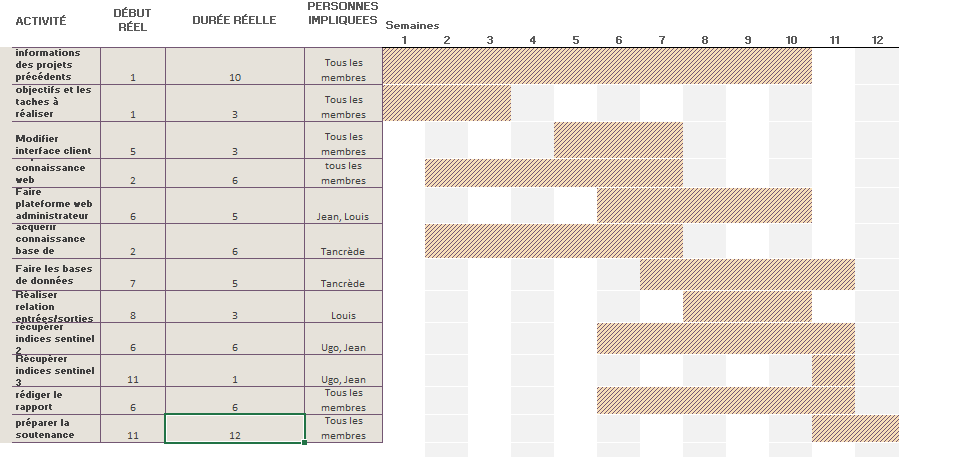 ACTIVITÉ
DÉBUT
RÉEL
DURÉE RÉELLE
PERSONNES
IMPLIQUEES
Semaines
1 2 3 4 5 6 7 8 9 10 11 12
informations
des projets
précédents
1
10
Tous les
membres
objectifs et les
taches à
réaliser
1
3
Tous les
membres
Modifier
interface client
5
3
Tous les
membres
connaissance
web
2
6
tous les
membres
Faire
plateforme web
administrateur
6
5
Jean, Louis
acquérir
connaissance
base de
2
6
Tancrède
Faire les bases
de données
7
5
Tancrède
Réaliser
relation
entrées/sorties
8
3
Louis
récupérer
indices sentinel
2
6
6
Ugo, Jean
Récupérer
indices sentinel
3
11
1
Ugo, Jean
rédiger le
rapport
6
6
Tous les
membres
préparer la
soutenance
11
12
Tous les
membres